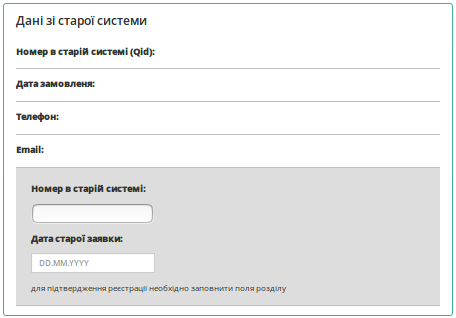 Дані зі старої системи
Номер в старій системі (Qid):
Дата замовленя:
Телефон:
Email:
Номер в старій системі:
Дата старої заявки:
DD.MM.YYYY
для підтвердження реєстрації необхідно заповнити поля розділу